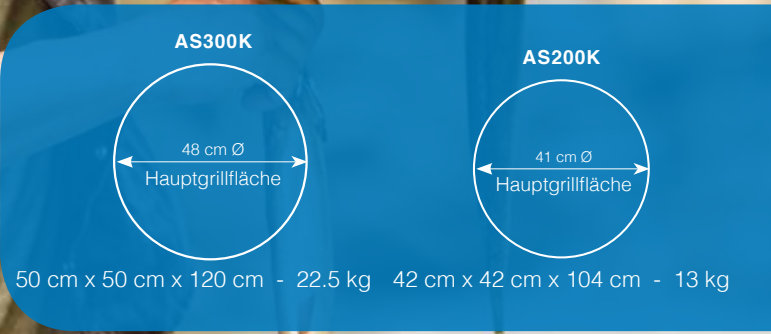 AS300K
48 cm Ø
Hauptgrillfläche
50 cm x 50 cm x 120 cm - 22.5 kg
AS200K
41 cm Ø
Hauptgrillfläche
42 cm x 42 cm x 104 cm - 13 kg